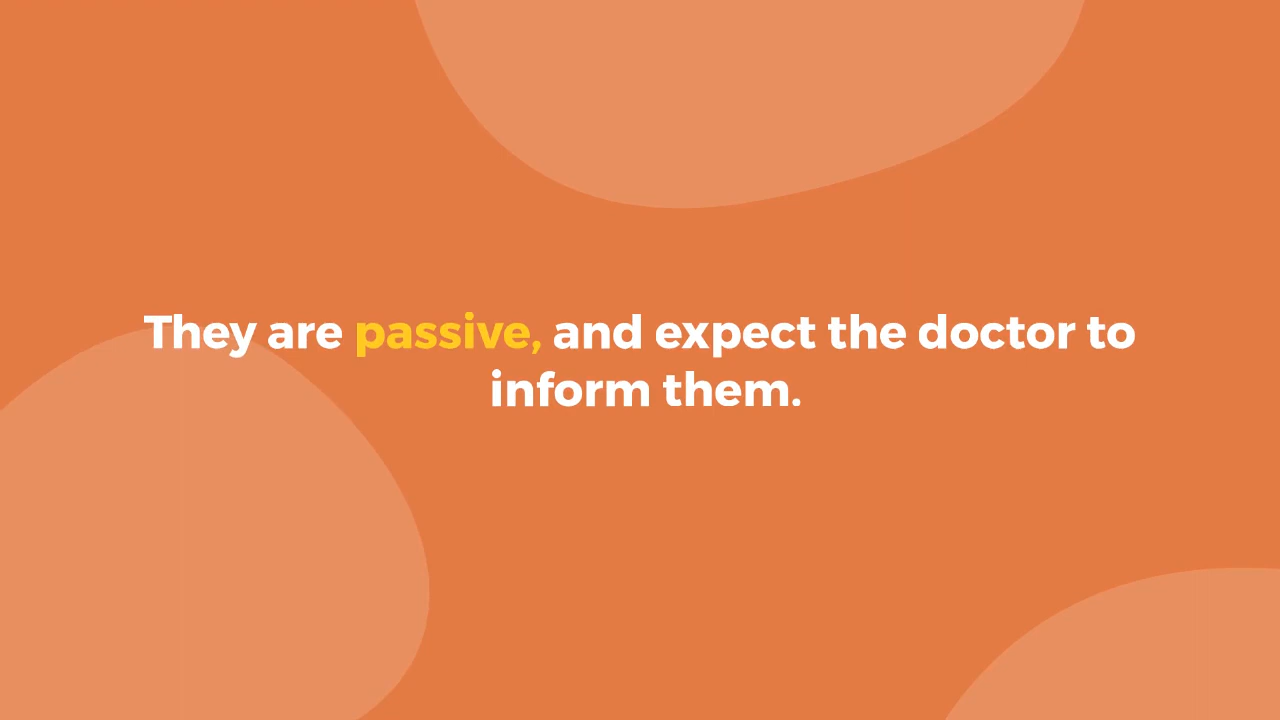 They are passive, and expect the doctor to
inform them.